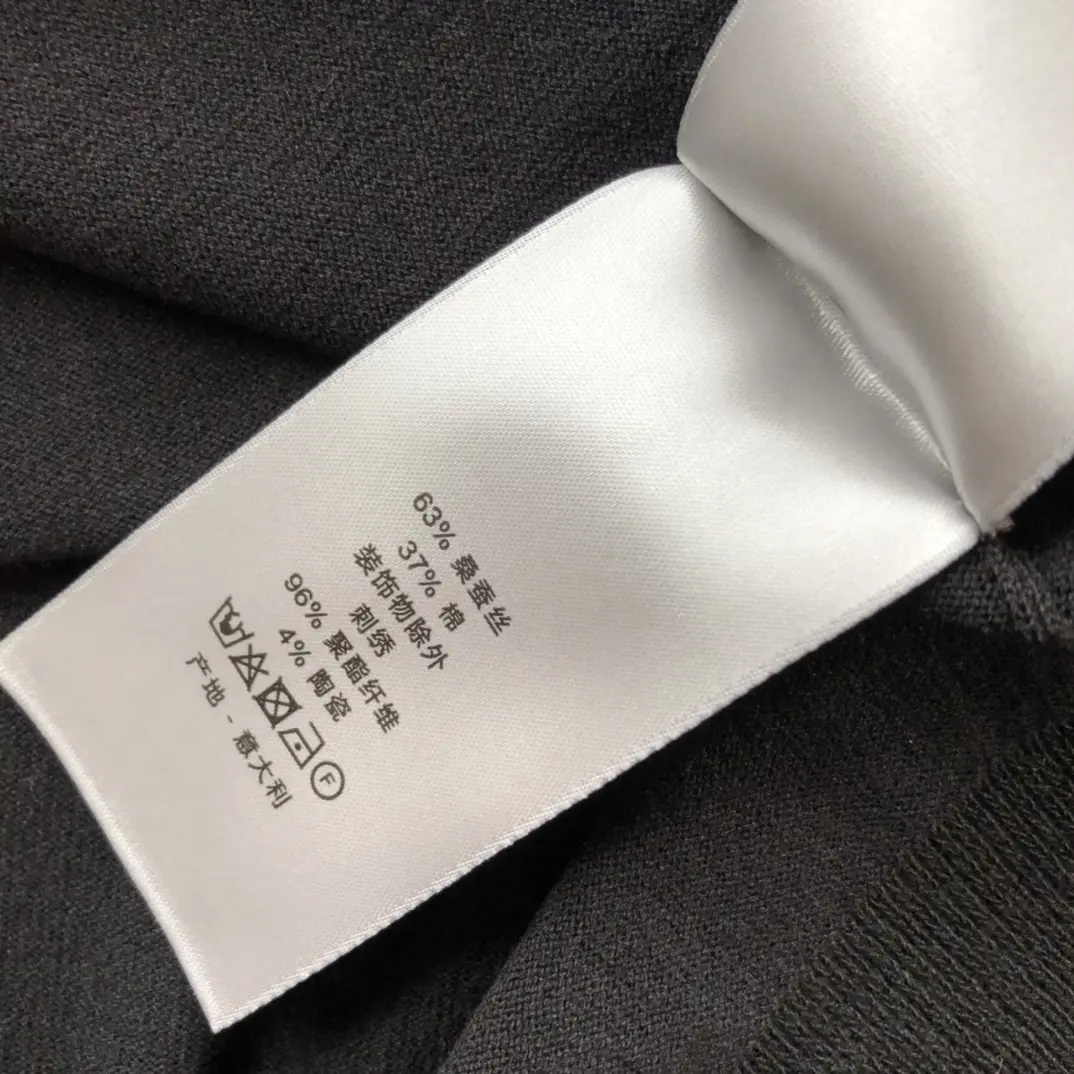 63% 桑蚕丝
37% 棉
装饰物除外
刺绣
96% 聚酯纤维
4% 陶瓷
F
产地 - 意大利